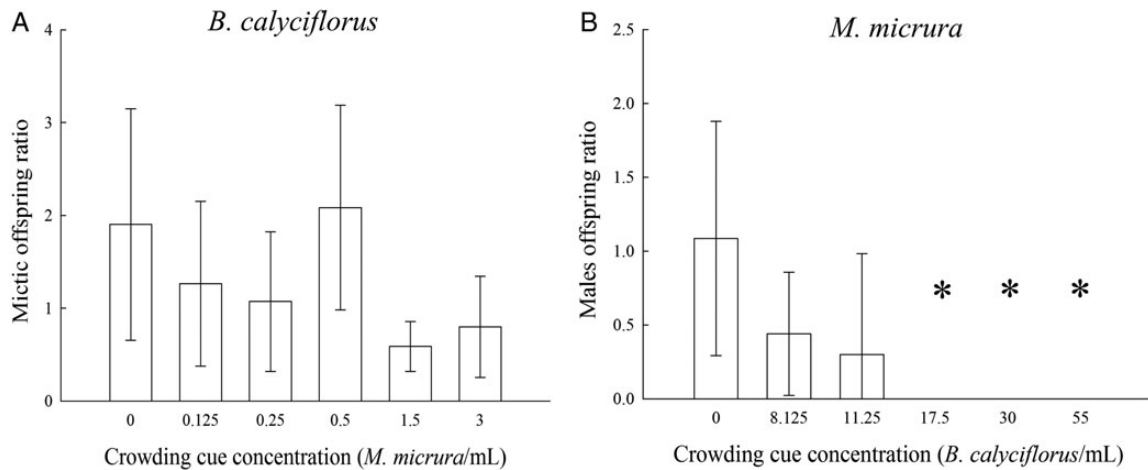 A
B. calyciflorus
Mictic offspring ratio
4
3
2
1
0
0 0.125 0.25 0.5 1.5 3
Crowding cue concentration (M. micrura/mL)
B
M. micrura
Males offspring ratio
2.5
2.0
1.5
1.0
0.5
0.0
* * *
0 8.125 11.25 17.5 30 55
Crowding cue concentration (B. calyciflorus/mL)